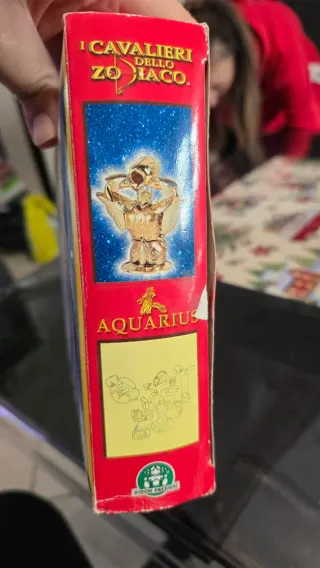 I CAVALIERI
DELLO
ZODIACO
AQUARIUS
GIOCHI PREZIOSI